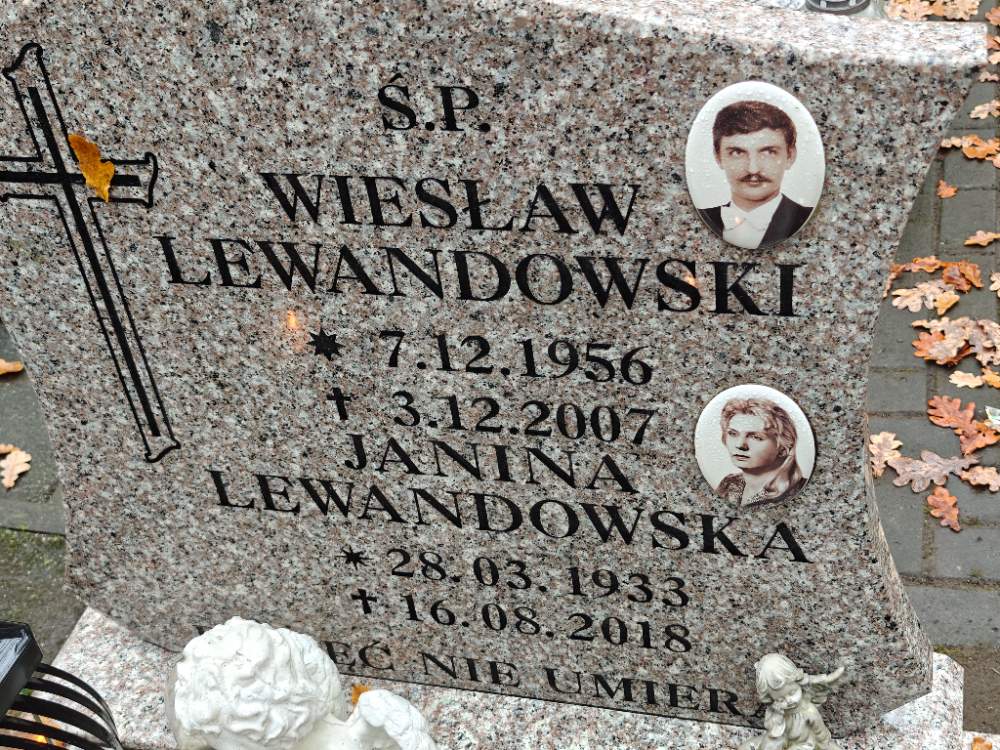 Ś.P.
WIESŁAW
LEWANDOWSKI
* 7.12.1956
✝ 3.12.2007
JANINA
LEWANDOWSKA
* 28.03.1933
✝ 16.08.2018
NIE UMIERA